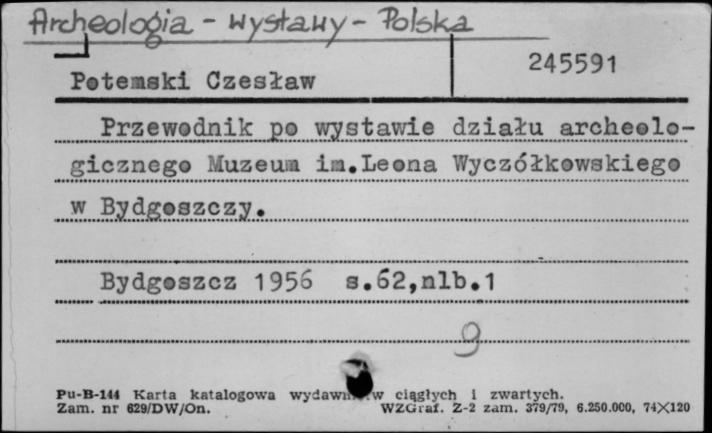 Archeologia - wystawy - Polska
245591
Potemski Czesław
Przewodnik po wystawie działu archeolo-
gicznego Muzeum im.Leona Wyczółkowskiego
w Bydgoszczy.
Bydgoszcz 1956 s.62,nlb.1
9
Pu-B-144 Karta katalogowa ciągłych i zwartych.
Zam. nr 629/DW/On. WZGraf. Z-2 zam. 379/79, 6.250.000, 74×120